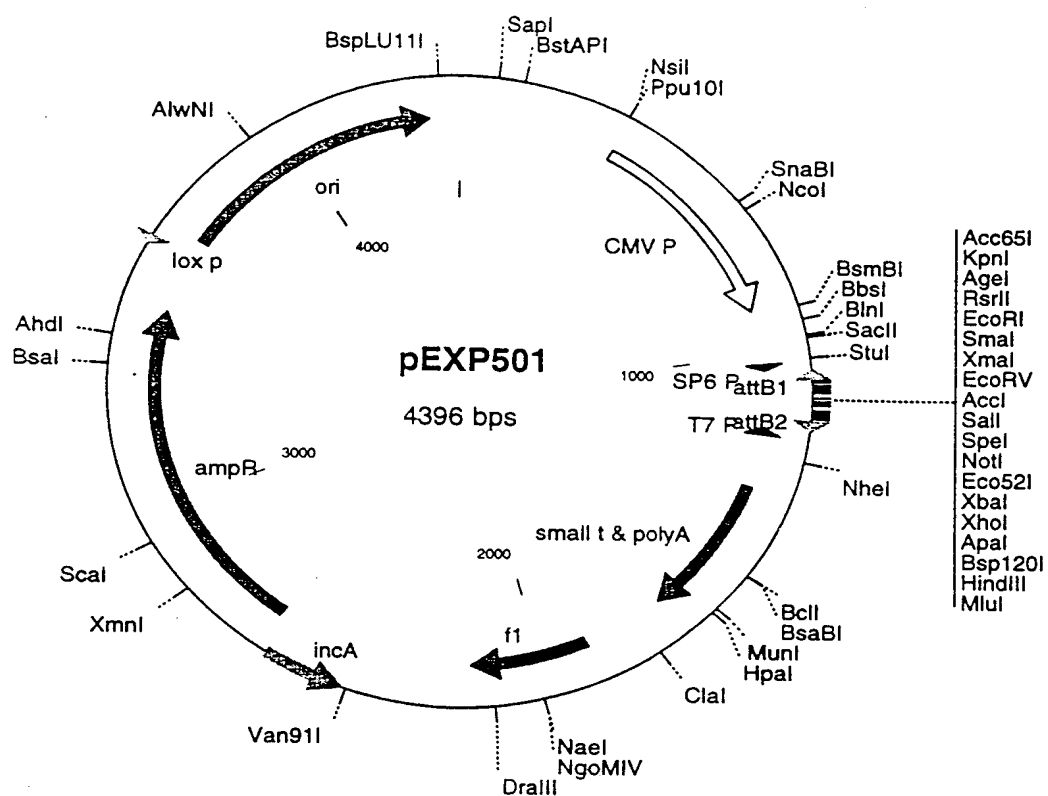 SapI
BspLU11I
BstAPI
NsiI
Ppu10I
AlwNI
SnaBI
NcoI
ori
4000
CMV P
lox p
BsmBI
BbsI
BlnI
SacII
StuI
AhdI
BsaI
pEXP501
4396 bps
1000
SP6 P
attB1
T7 P
attB2
Acc65I
KpnI
AgeI
RsrII
EcoRI
SmaI
XmaI
EcoRV
AccI
SalI
SpeI
NotI
Eco52I
XbaI
XhoI
ApaI
Bsp120I
HindIII
MluI
ampR
3000
NheI
small t & polyA
2000
ScaI
XmnI
BclI
BsaBI
MunI
HpaI
f1
incA
ClaI
Van91I
NaeI
NgoMIV
DraIII